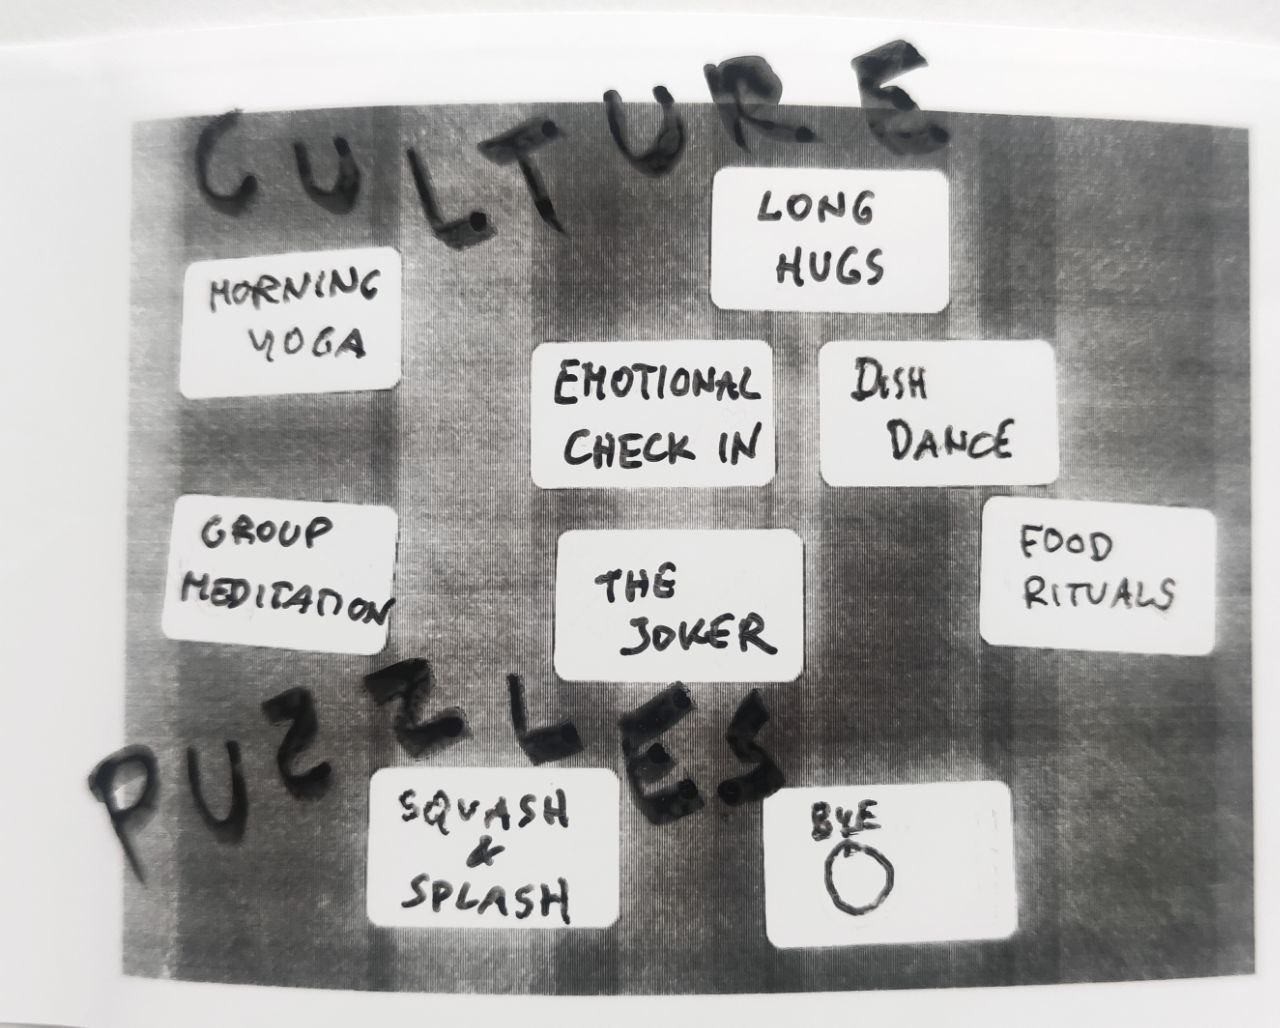 CULTURE
LONG
HUGS
MORNING
YOGA
EMOTIONAL
CHECK IN
DISH
DANCE
GROUP
MEDITATION
THE
JOKER
FOOD
RITUALS
PUZZLES
SQUASH
&
SPLASH
BYE